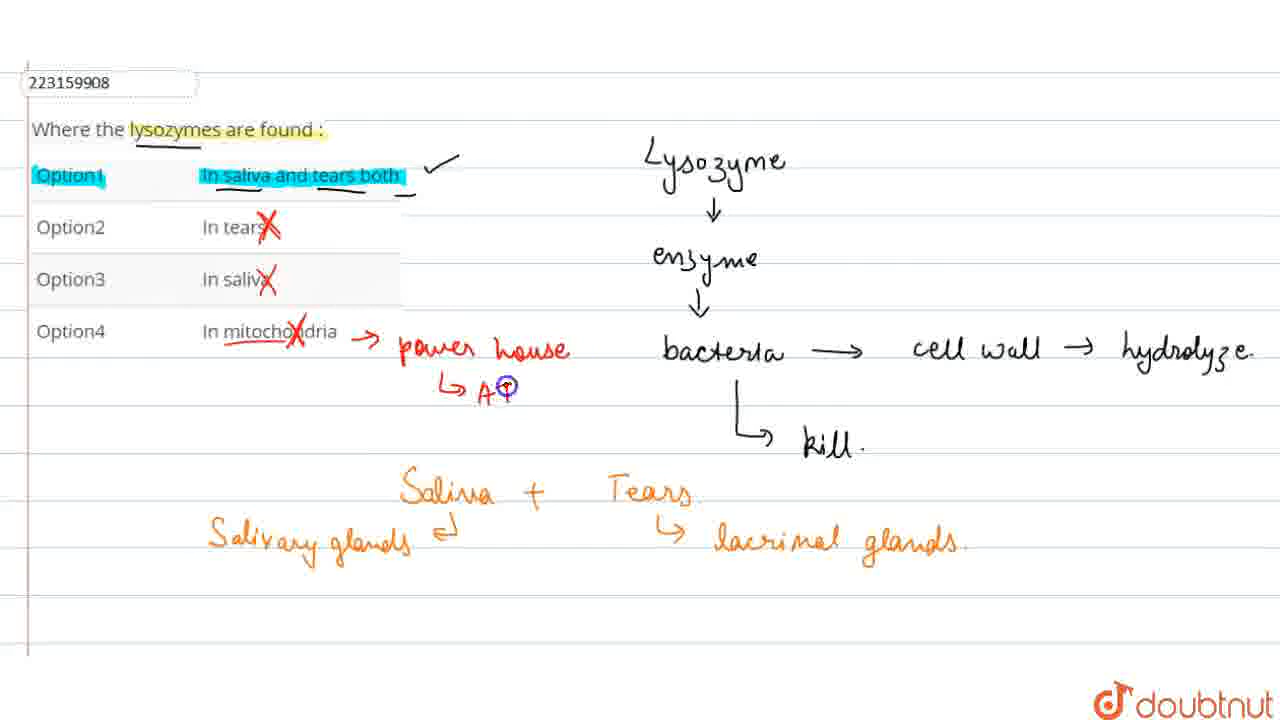 223159908
Where the lysozymes are found :
Option1 In saliva and tears both
Option2 In tears
Option3 In saliva
Option4 In mitochondria
→ power house
↳ AT
Lysozyme
↓
enzyme
↓
bacteria → cell wall → hydrolyze.
↳ kill.
Saliva + Tears.
Salivary glands ↲ ↳ lacrimal glands.
doubtnut